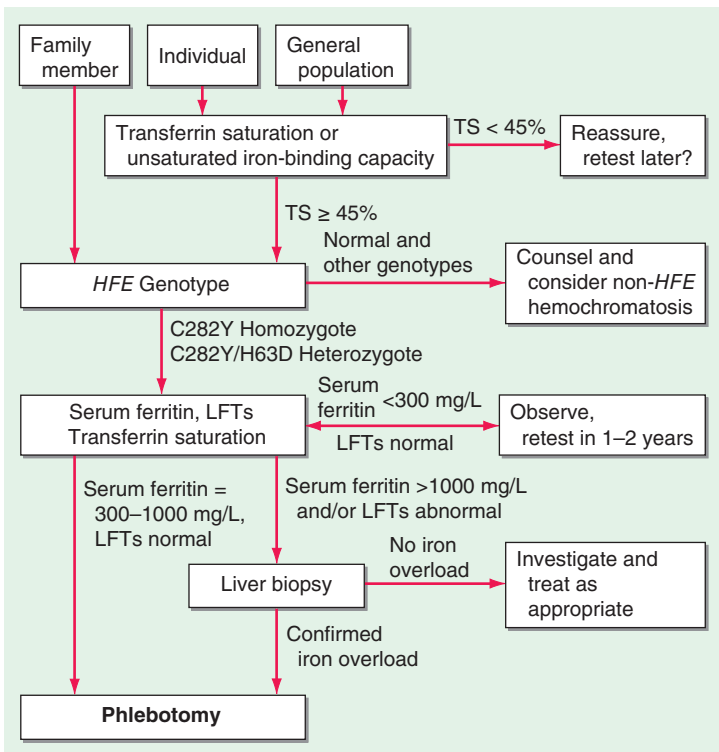 Family
member
Individual
General
population
Transferrin saturation or
unsaturated iron-binding capacity
TS < 45%
Reassure,
retest later?
TS ≥ 45%
Normal and
other genotypes
HFE Genotype
Counsel and
consider non-HFE
hemochromatosis
C282Y Homozygote
C282Y/H63D Heterozygote
Serum ferritin, LFTs
Transferrin saturation
Serum
ferritin <300 mg/L
LFTs normal
Observe,
retest in 1–2 years
Serum ferritin =
300–1000 mg/L,
LFTs normal
Serum ferritin >1000 mg/L
and/or LFTs abnormal
Liver biopsy
No iron
overload
Investigate and
treat as
appropriate
Confirmed
iron overload
Phlebotomy